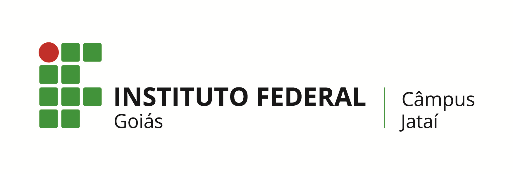 INSTITUTO FEDERAL
Goiás
Câmpus
Jataí